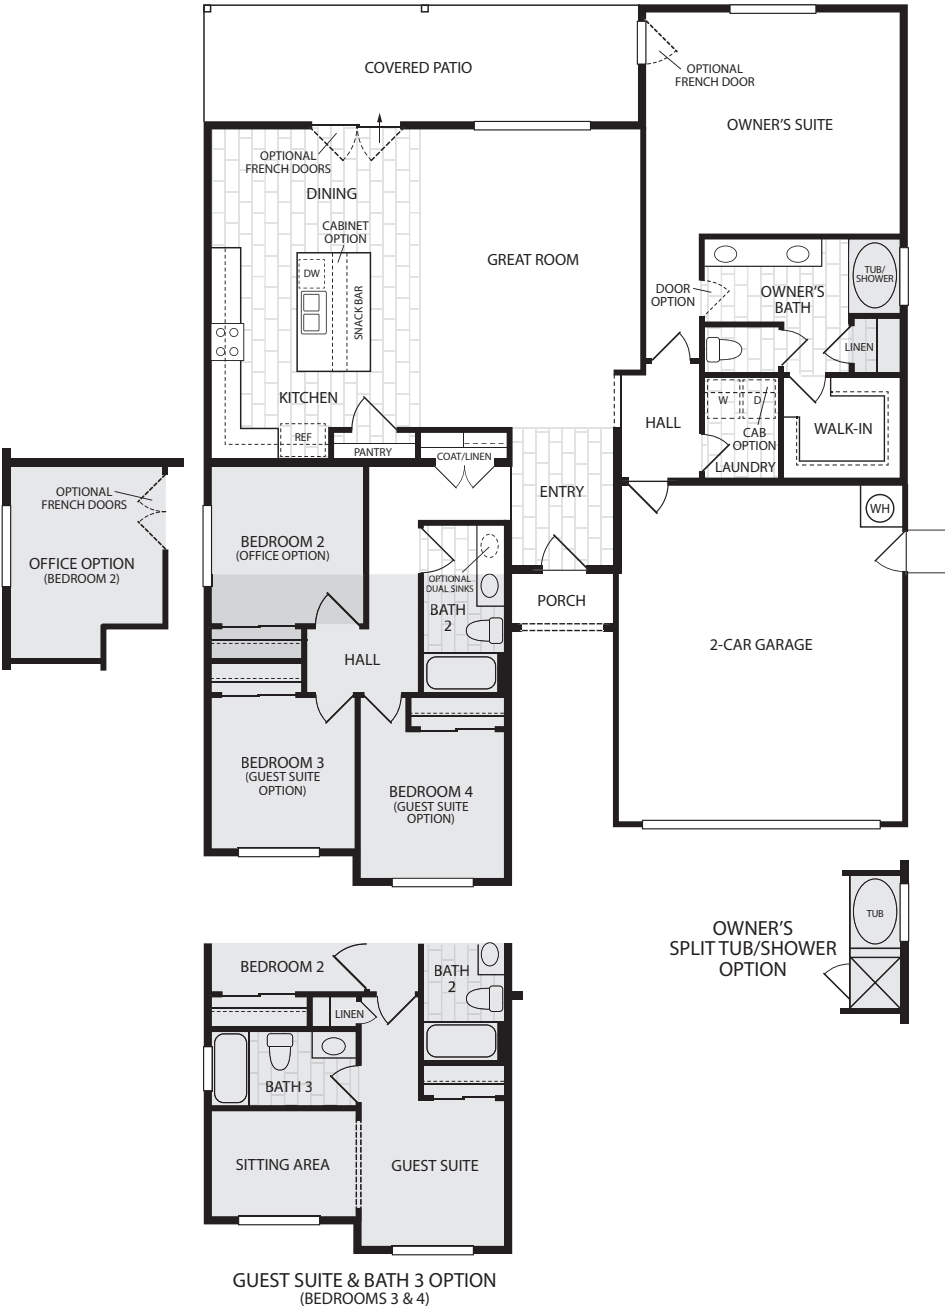 COVERED PATIO
OPTIONAL
FRENCH DOOR
OWNER'S SUITE
OPTIONAL
FRENCH DOORS
DINING
CABINET
OPTION
DW
SNACK BAR
GREAT ROOM
DOOR
OPTION
OWNER'S
BATH
TUB/
SHOWER
LINEN
KITCHEN
REF
PANTRY
COAT/LINEN
HALL
W
D
CAB
OPTION
LAUNDRY
WALK-IN
ENTRY
WH
OPTIONAL
FRENCH DOORS
OFFICE OPTION
(BEDROOM 2)
BEDROOM 2
(OFFICE OPTION)
OPTIONAL
DUAL SINKS
BATH
2
PORCH
2-CAR GARAGE
HALL
BEDROOM 3
(GUEST SUITE
OPTION)
BEDROOM 4
(GUEST SUITE
OPTION)
TUB
OWNER'S
SPLIT TUB/SHOWER
OPTION
BEDROOM 2
BATH
2
LINEN
BATH 3
SITTING AREA
GUEST SUITE
GUEST SUITE & BATH 3 OPTION
(BEDROOMS 3 & 4)